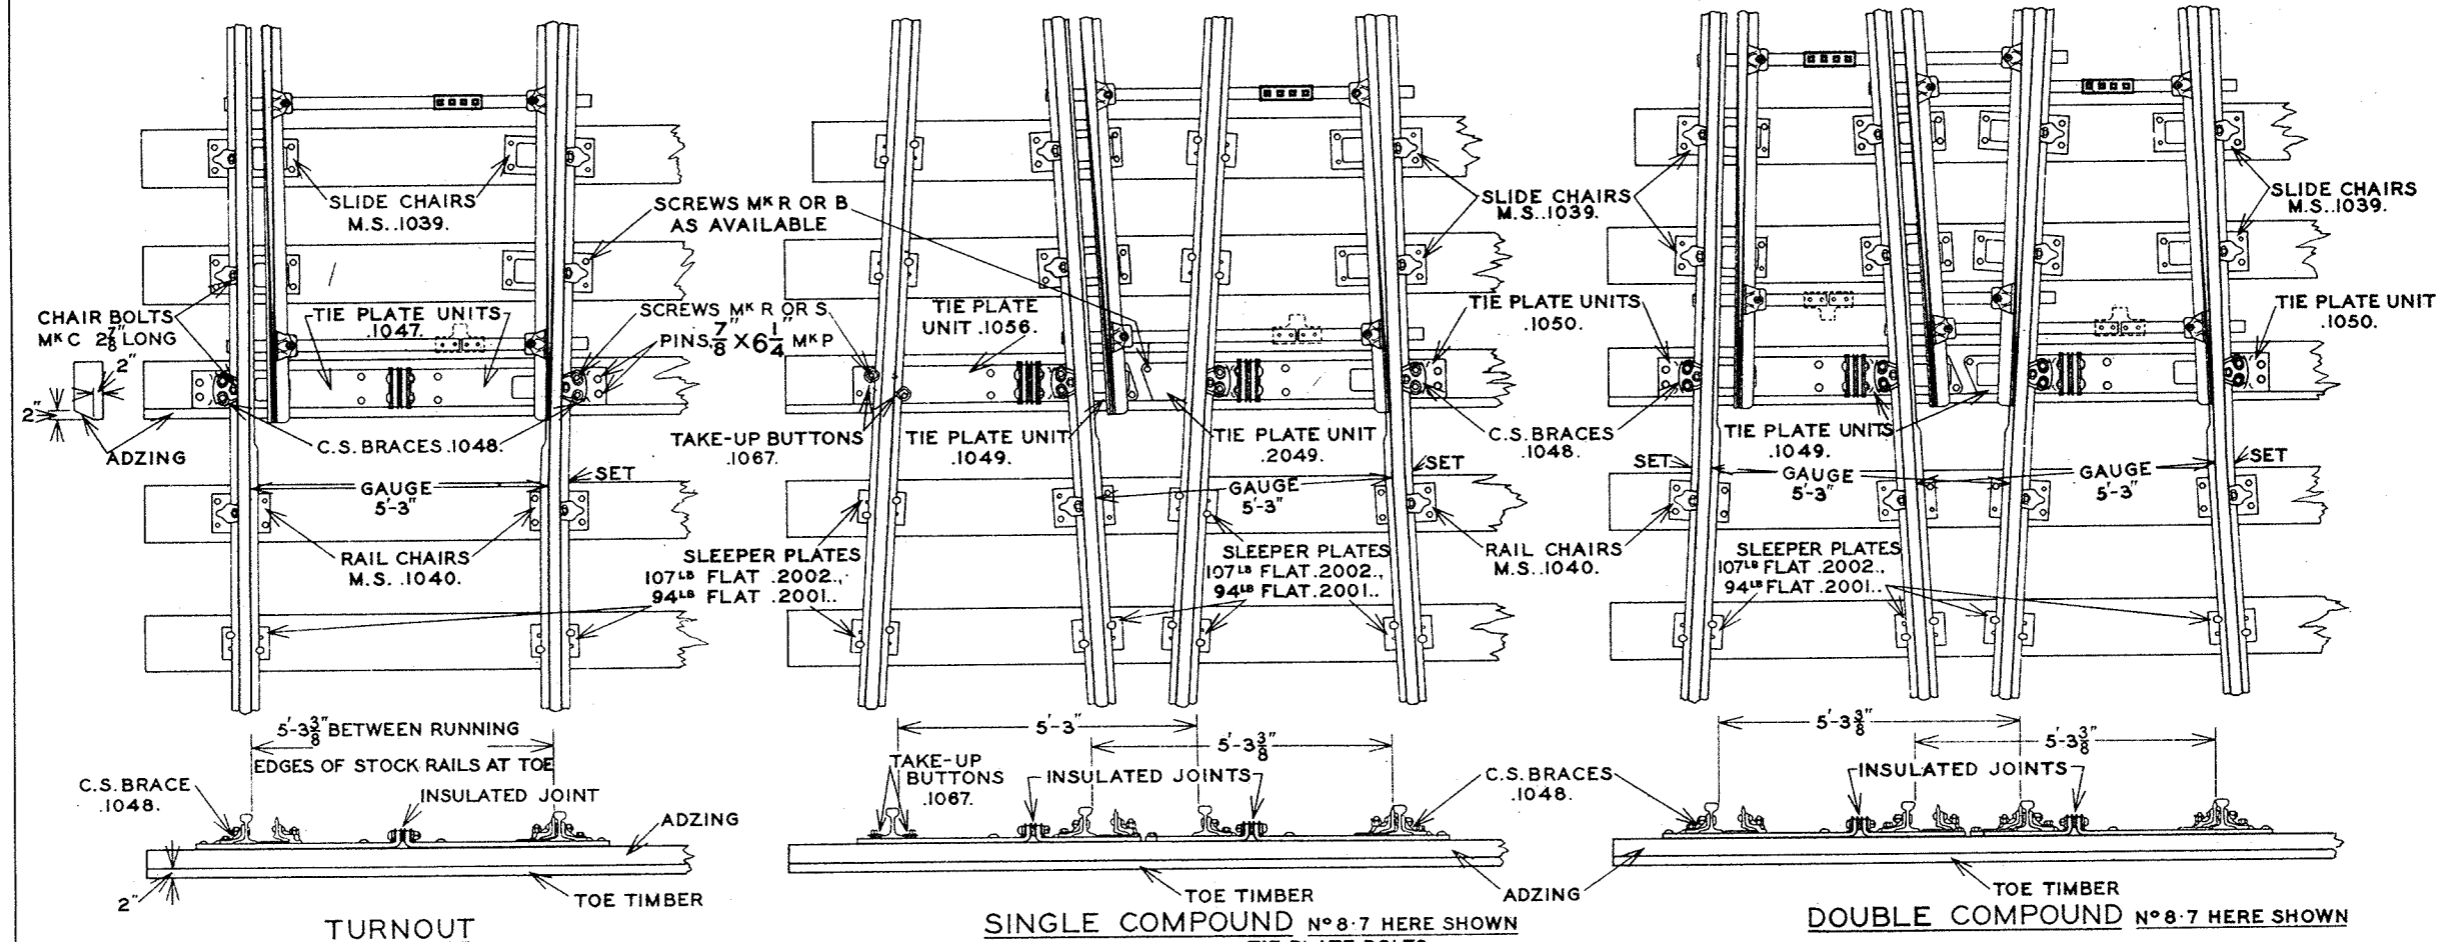 SLIDE CHAIRS
M.S..1039.
SCREWS MK R OR B
AS AVAILABLE
SLIDE CHAIRS
M.S..1039.
SLIDE CHAIRS
M.S..1039.
CHAIR BOLTS
MK C 2 7/8" LONG
TIE PLATE UNITS
.1047.
SCREWS MK R OR S.
PINS, 7/8" X 6 1/4" MK P
TIE PLATE
UNIT .1056.
TIE PLATE UNITS
.1050.
TIE PLATE UNIT
.1050.
2"
2"
ADZING
C.S. BRACES .1048.
TAKE-UP BUTTONS
.1067.
TIE PLATE UNIT
.1049.
TIE PLATE UNIT
.2049.
C.S. BRACES
.1048.
TIE PLATE UNITS
.1049.
SET
GAUGE
5'-3"
SET
GAUGE
5'-3"
SET
GAUGE
5'-3"
GAUGE
5'-3"
SET
RAIL CHAIRS
M.S. .1040.
SLEEPER PLATES
107LB FLAT .2002.,
94LB FLAT .2001..
SLEEPER PLATES
107LB FLAT .2002.,
94LB FLAT .2001..
RAIL CHAIRS
M.S..1040.
SLEEPER PLATES
107LB FLAT .2002.,
94LB FLAT .2001..
5'-3 3/8" BETWEEN RUNNING
EDGES OF STOCK RAILS AT TOE
C.S. BRACE
.1048.
INSULATED JOINT
ADZING
2"
TOE TIMBER
TURNOUT
5'-3"
5'-3 3/8"
TAKE-UP
BUTTONS
.1067.
INSULATED JOINTS
C.S. BRACES
.1048.
TOE TIMBER
ADZING
SINGLE COMPOUND Nº 8·7 HERE SHOWN
TIE PLATE BOLTS
5'-3 3/8"
5'-3 3/8"
INSULATED JOINTS
TOE TIMBER
DOUBLE COMPOUND Nº 8·7 HERE SHOWN